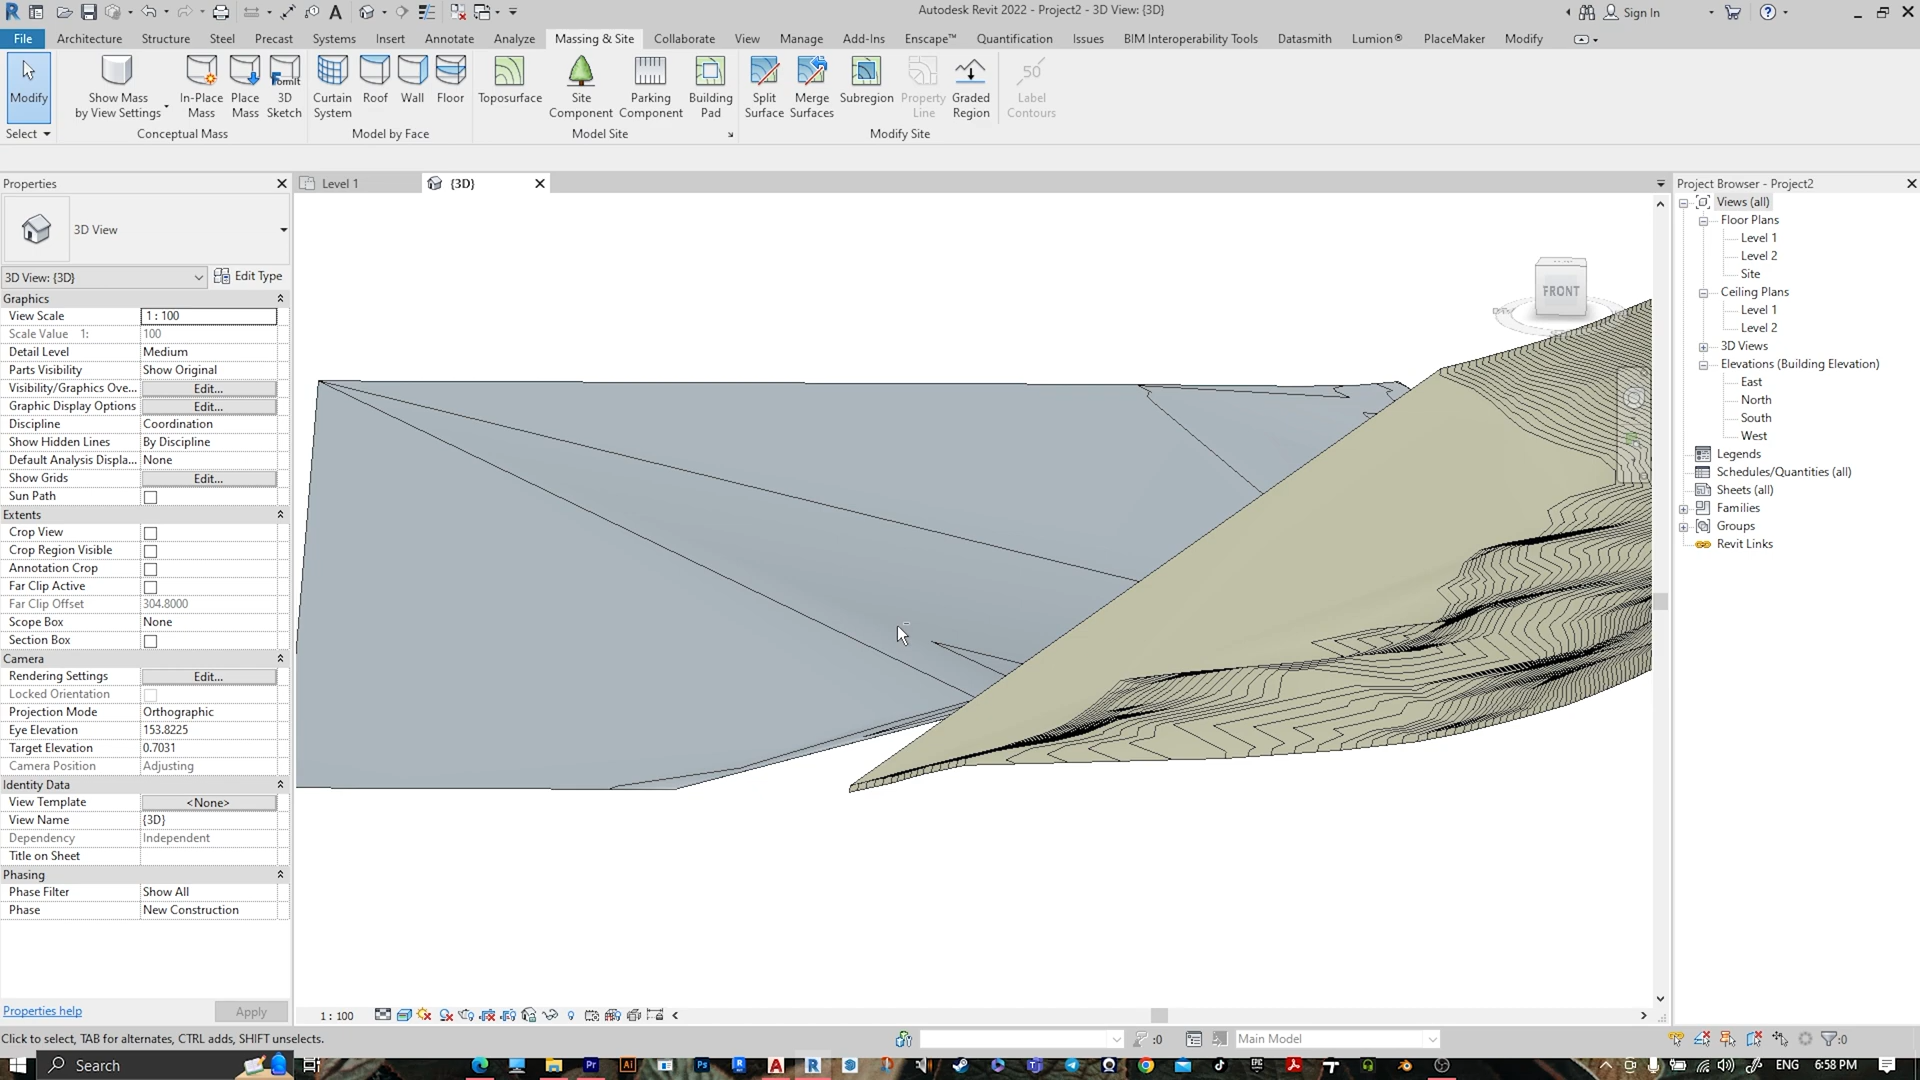 Autodesk Revit 2022 - Project2 - 3D View: {3D}
Sign In
File Architecture Structure Steel Precast Systems Insert Annotate Analyze Massing & Site Collaborate View Manage Add-Ins Enscape™ Quantification Issues BIM Interoperability Tools Datasmith Lumion® PlaceMaker Modify
Modify
Show Mass by View Settings
In-Place Mass
Place Mass
FormIt 3D Sketch
Curtain System
Roof
Wall
Floor
Toposurface
Site Component
Parking Component
Building Pad
Split Surface
Merge Surfaces
Subregion
Property Line
Graded Region
50
Label Contours
Select
Conceptual Mass
Model by Face
Model Site
Modify Site
Properties
Level 1
{3D}
Project Browser - Project2
3D View
3D View: {3D}
Edit Type
Graphics
View Scale 1 : 100
Scale Value 1: 100
Detail Level Medium
Parts Visibility Show Original
Visibility/Graphics Ove... Edit...
Graphic Display Options Edit...
Discipline Coordination
Show Hidden Lines By Discipline
Default Analysis Displa... None
Show Grids Edit...
Sun Path
Extents
Crop View
Crop Region Visible
Annotation Crop
Far Clip Active
Far Clip Offset 304.8000
Scope Box None
Section Box
Camera
Rendering Settings Edit...
Locked Orientation
Projection Mode Orthographic
Eye Elevation 153.8225
Target Elevation 0.7031
Camera Position Adjusting
Identity Data
View Template <None>
View Name {3D}
Dependency Independent
Title on Sheet
Phasing
Phase Filter Show All
Phase New Construction
Properties help
Apply
FRONT
Views (all)
Floor Plans
Level 1
Level 2
Site
Ceiling Plans
Level 1
Level 2
3D Views
Elevations (Building Elevation)
East
North
South
West
Legends
Schedules/Quantities (all)
Sheets (all)
Families
Groups
Revit Links
1 : 100
Click to select, TAB for alternates, CTRL adds, SHIFT unselects.
:0
Main Model
:0
Search
ENG
6:58 PM